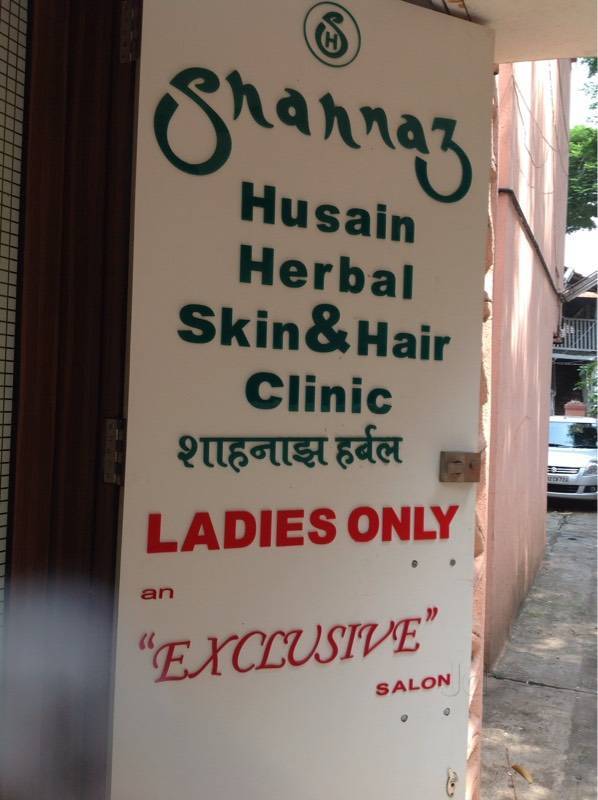 SH
Shahnaz
Husain
Herbal
Skin & Hair
Clinic
शाहनाझ हर्बल
LADIES ONLY
an
"EXCLUSIVE"
SALON